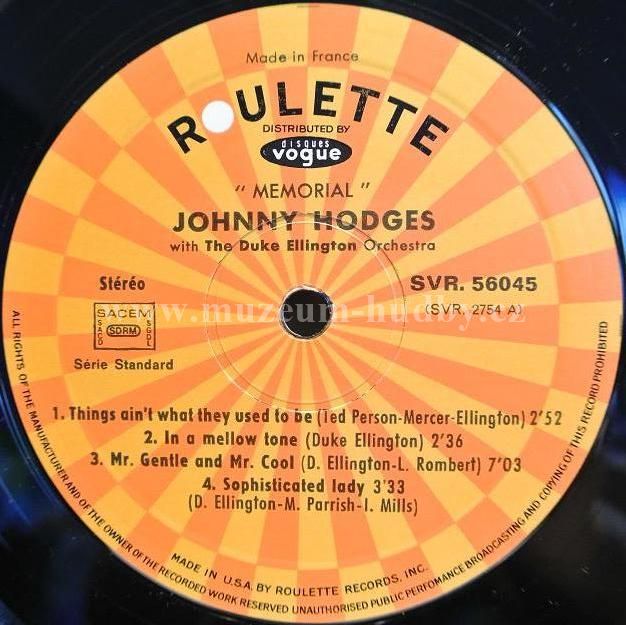 Made in France
ROULETTE
DISTRIBUTED BY
disques
vogue
" MEMORIAL "
JOHNNY HODGES
with The Duke Ellington Orchestra
Stéréo
SVR. 56045
(SVR. 2754 A)
www.muzeum-hudby.cz
SACEM
SACD
SDRM
SGDL
Série Standard
1. Things ain't what they used to be (Ted Person-Mercer-Ellington) 2'52
2. In a mellow tone (Duke Ellington) 2'36
3. Mr. Gentle and Mr. Cool (D. Ellington-L. Rombert) 7'03
4. Sophisticated lady 3'33
(D. Ellington-M. Parrish-I. Mills)
MADE IN U.S.A. BY ROULETTE RECORDS, INC.
ALL RIGHTS OF THE MANUFACTURER AND OF THE OWNER OF THE RECORDED WORK RESERVED UNAUTHORISED PUBLIC PERFOMANCE BROADCASTING AND COPYING OF THIS RECORD PROHIBITED